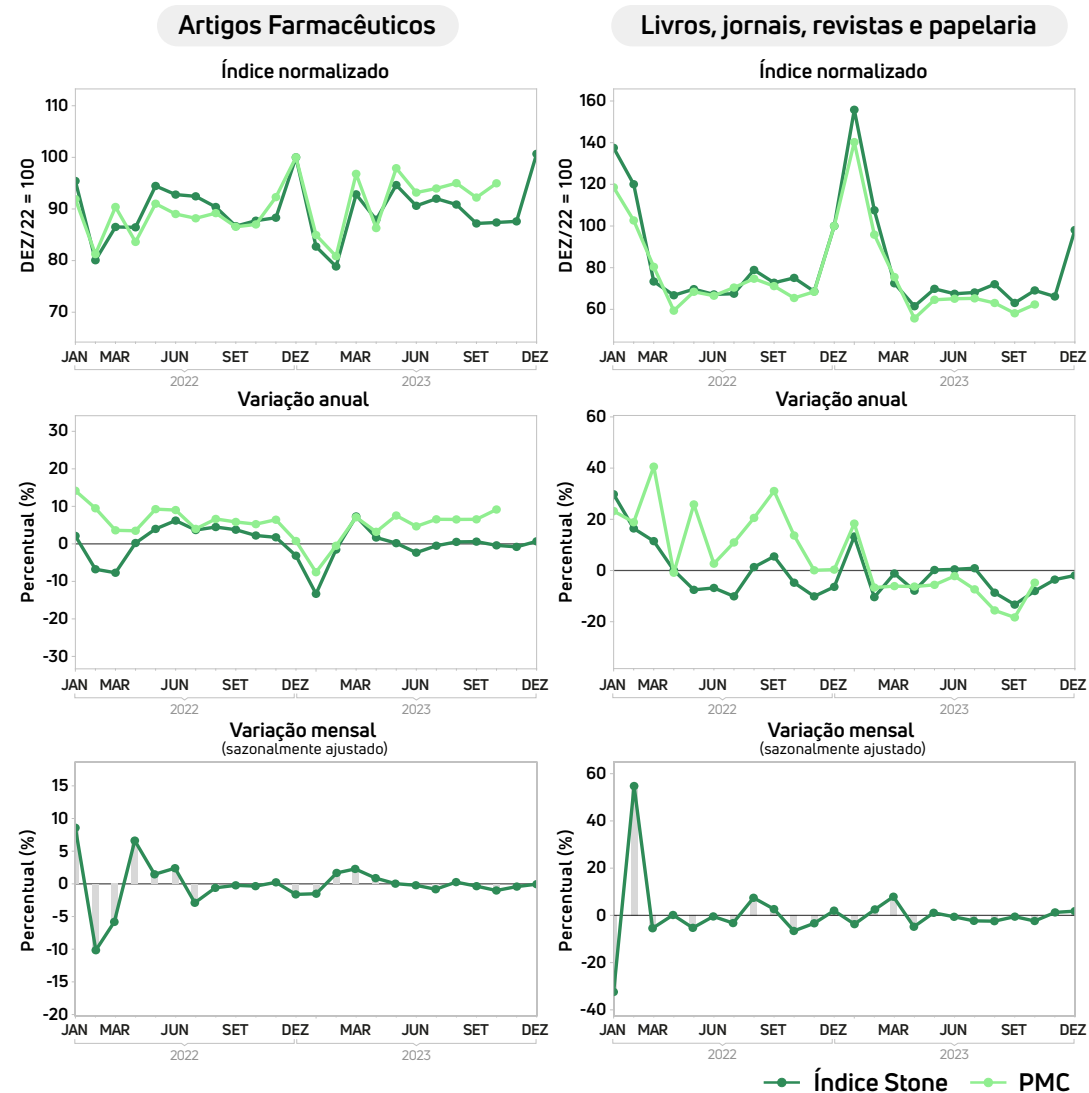 Artigos Farmacêuticos
Índice normalizado
DEZ/22 = 100
110
100
90
80
70
JAN MAR JUN SET DEZ MAR JUN SET DEZ
2022 2023
Variação anual
Percentual (%)
30
20
10
0
-10
-20
-30
JAN MAR JUN SET DEZ MAR JUN SET DEZ
2022 2023
Variação mensal
(sazonalmente ajustado)
Percentual (%)
15
10
5
0
-5
-10
-15
-20
JAN MAR JUN SET DEZ MAR JUN SET DEZ
2022 2023
Livros, jornais, revistas e papelaria
Índice normalizado
DEZ/22 = 100
160
140
120
100
80
60
JAN MAR JUN SET DEZ MAR JUN SET DEZ
2022 2023
Variação anual
Percentual (%)
60
40
20
0
-20
JAN MAR JUN SET DEZ MAR JUN SET DEZ
2022 2023
Variação mensal
(sazonalmente ajustado)
Percentual (%)
60
40
20
0
-20
-40
JAN MAR JUN SET DEZ MAR JUN SET DEZ
2022 2023
Índice Stone PMC